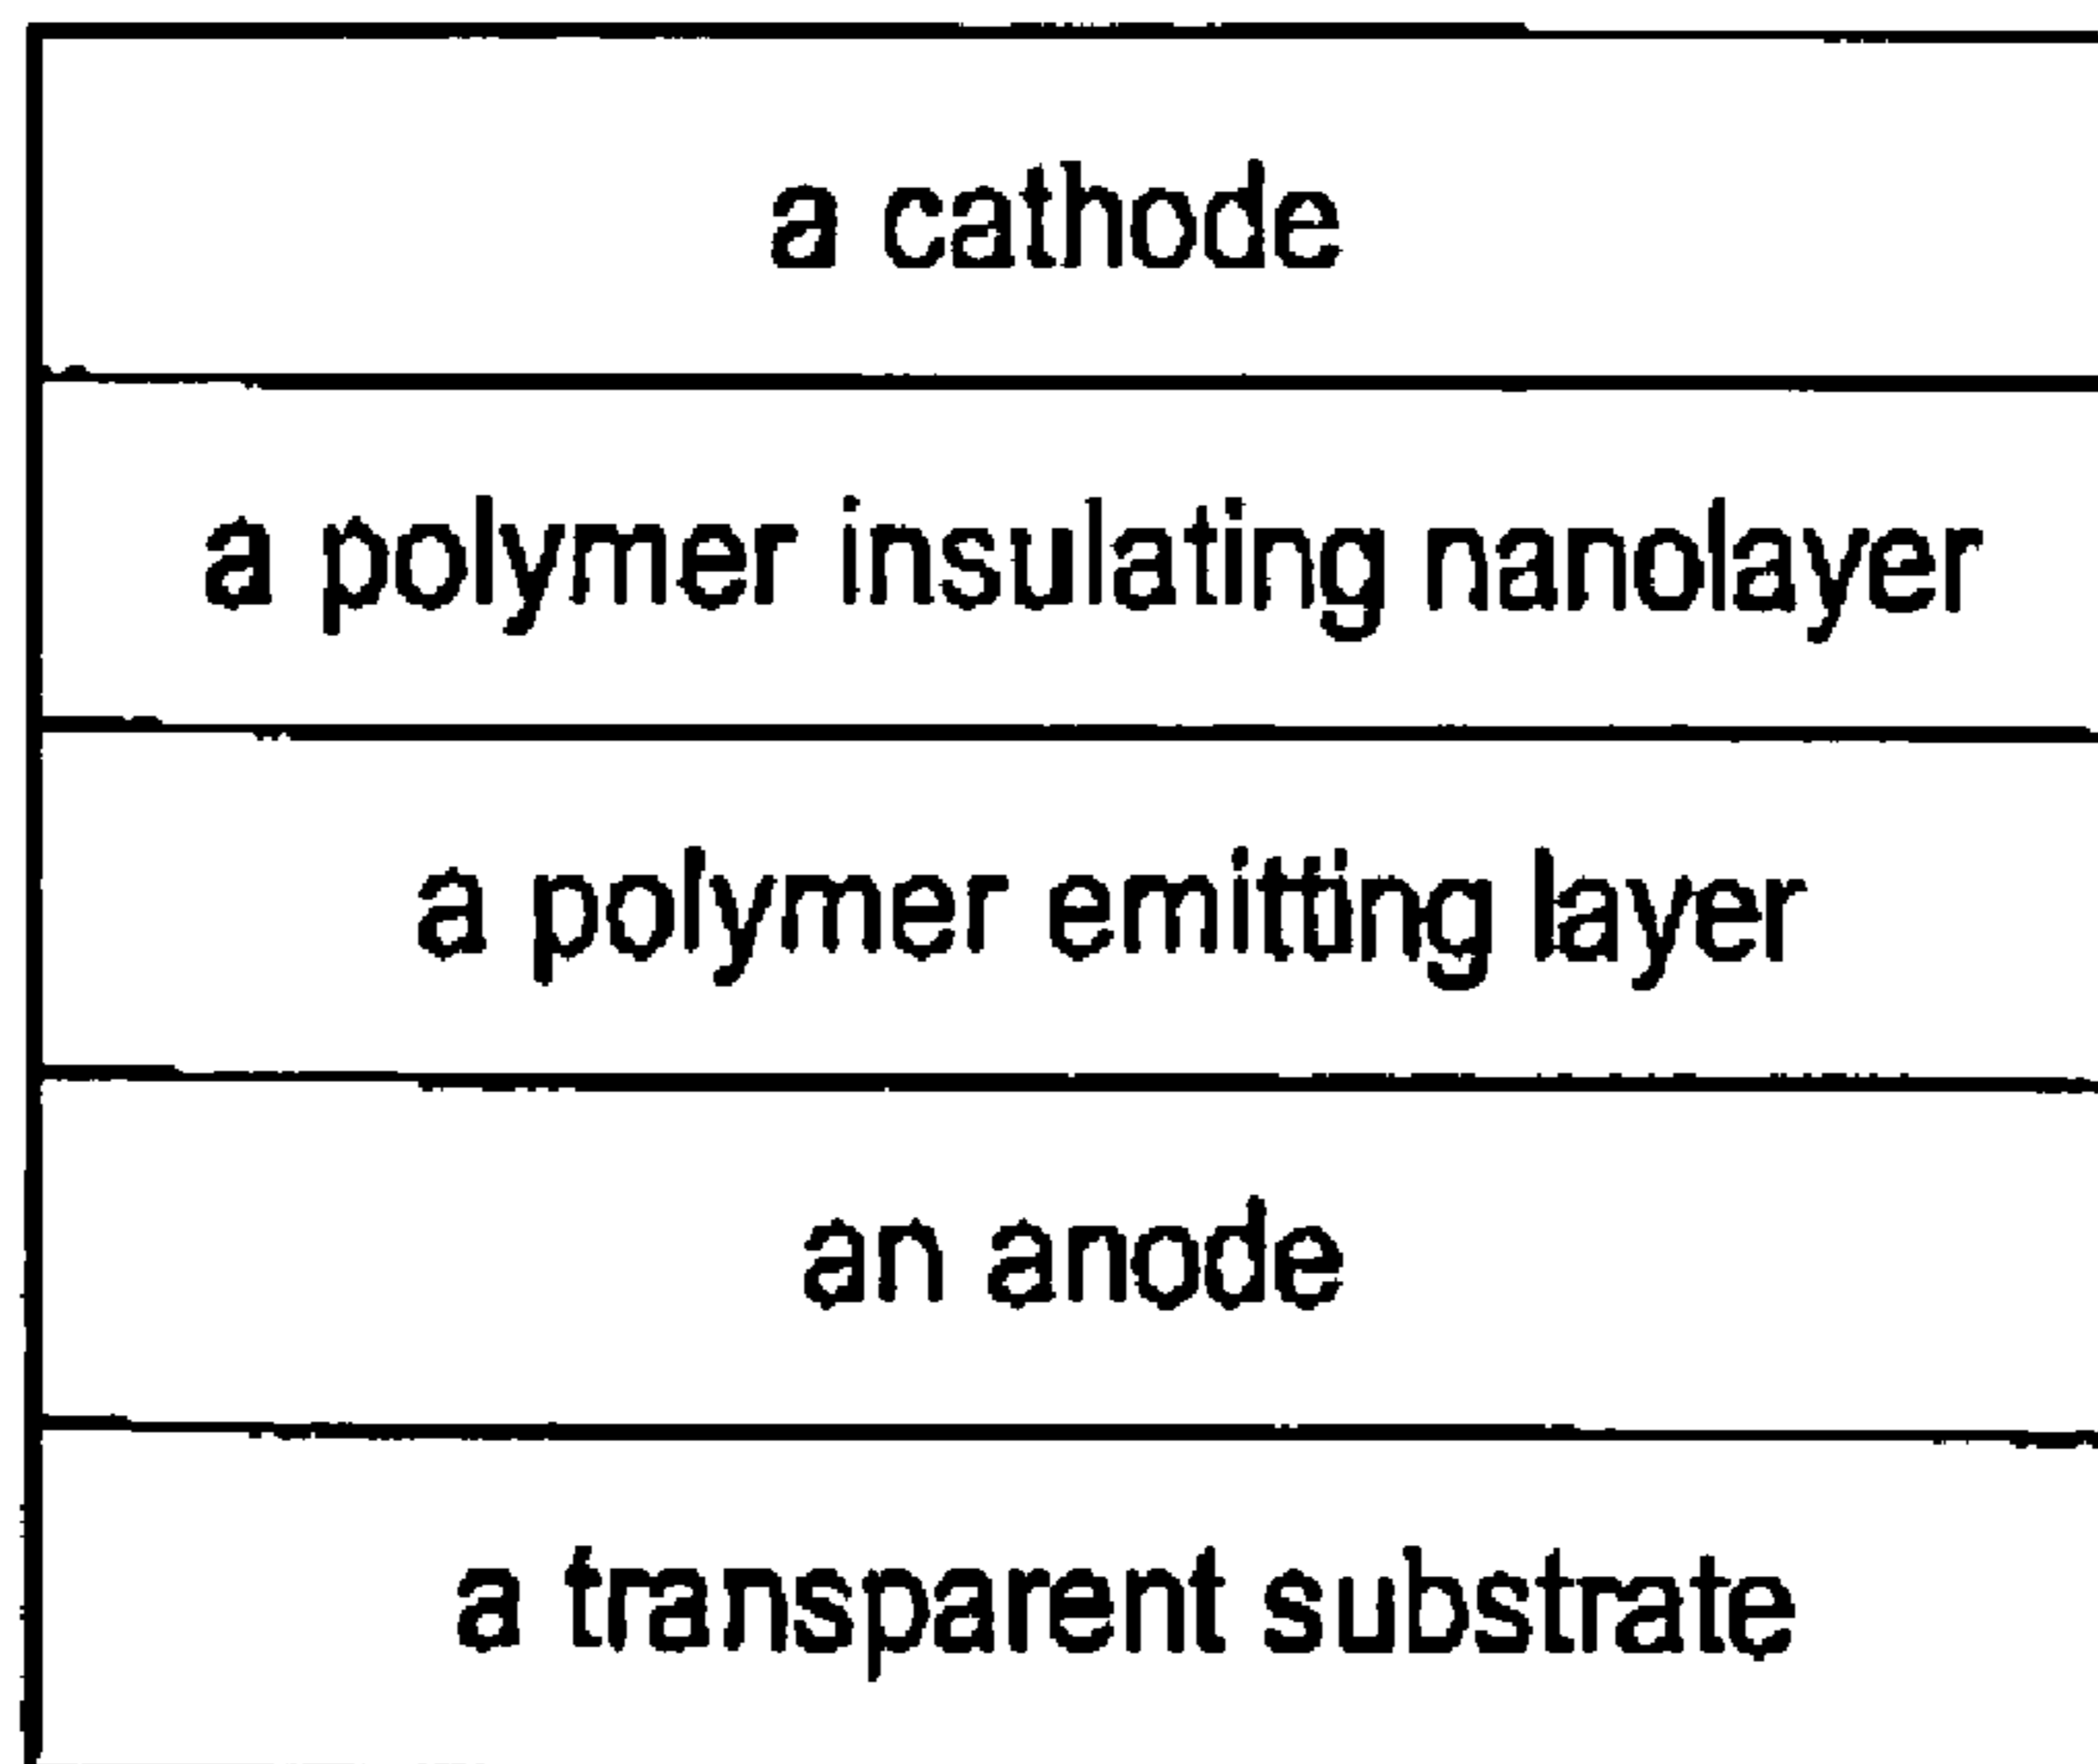 a cathode
a polymer insulating nanolayer
a polymer emitting layer
an anode
a transparent substrate